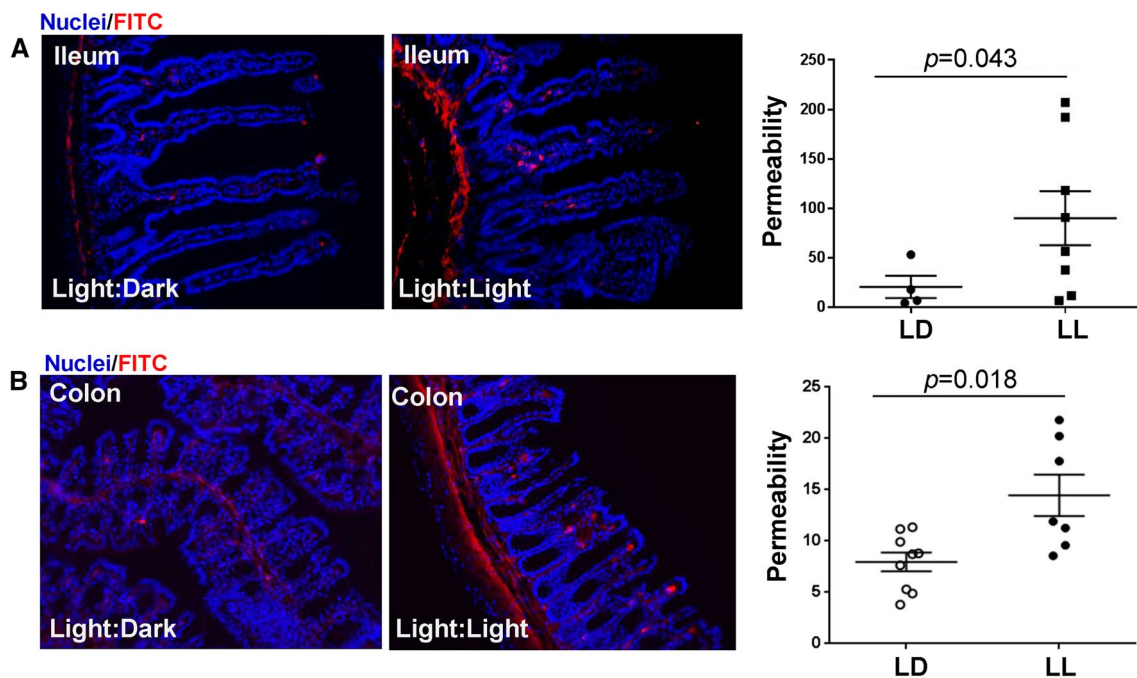 Nuclei/FITC
A
Ileum
Light:Dark
Ileum
Light:Light
p=0.043
Permeability
250
200
150
100
50
0
LD
LL
Nuclei/FITC
B
Colon
Light:Dark
Colon
Light:Light
p=0.018
Permeability
25
20
15
10
5
0
LD
LL